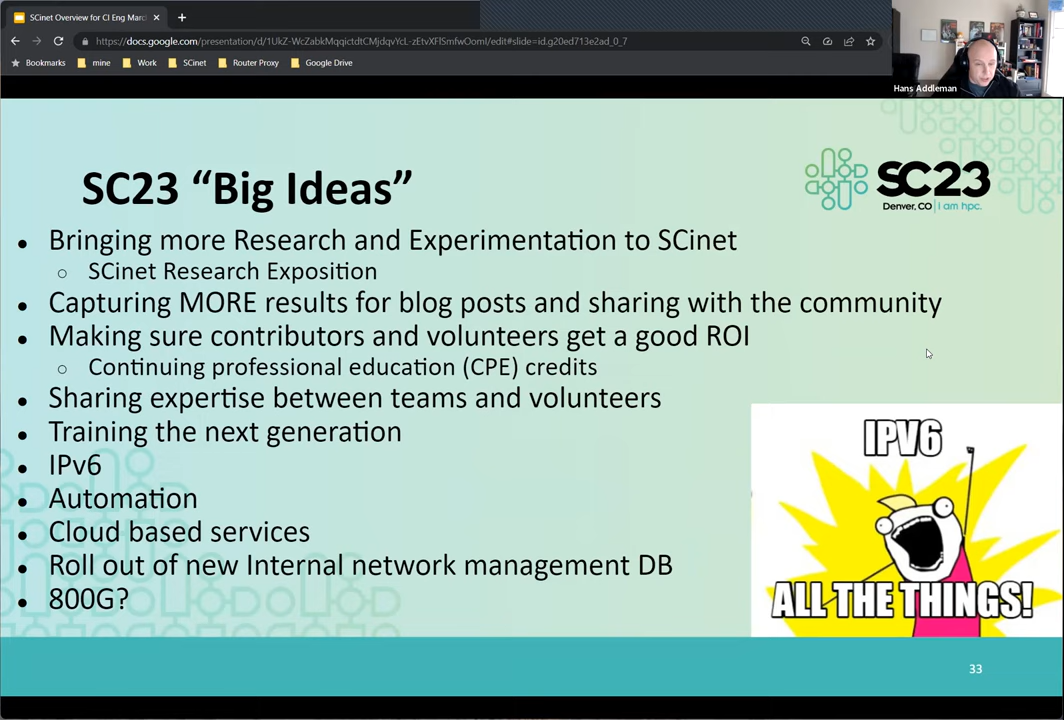 SCinet Overview for CI Eng Marc
https://docs.google.com/presentation/d/1UkZ-WcZabkMqqictdtCMjdqvYcL-zEtvXFlSmfwOomI/edit#slide=id.g20ed713e2ad_0_7
Bookmarks mine Work SCinet Router Proxy Google Drive
Hans Addleman
SC23 “Big Ideas”
SC23
Denver, CO | I am hpc.
● Bringing more Research and Experimentation to SCinet
○ SCinet Research Exposition
● Capturing MORE results for blog posts and sharing with the community
● Making sure contributors and volunteers get a good ROI
○ Continuing professional education (CPE) credits
● Sharing expertise between teams and volunteers
● Training the next generation
● IPv6
● Automation
● Cloud based services
● Roll out of new Internal network management DB
● 800G?
IPV6
ALL THE THINGS!
33